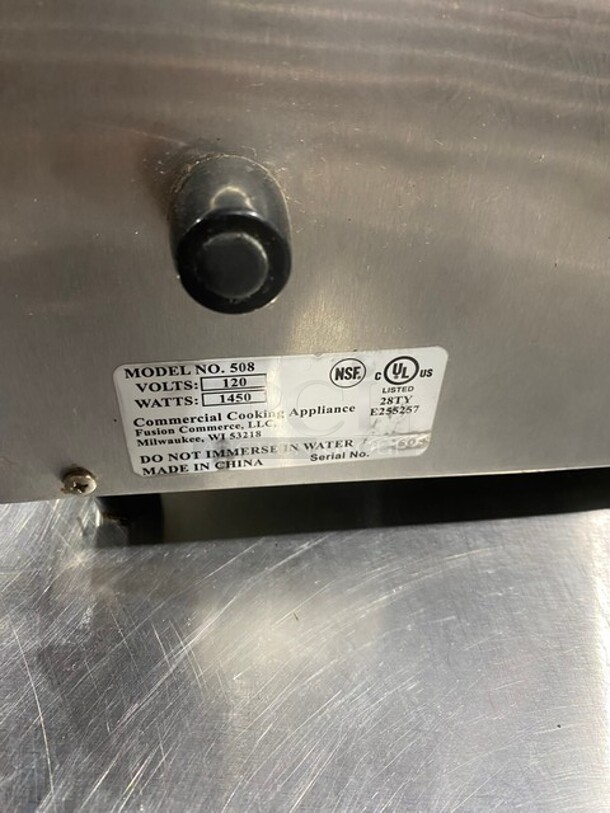 MODEL NO. 508
VOLTS: 120
WATTS: 1450
NSF.
C UL US
LISTED
28TY
E255257
Commercial Cooking Appliance
Fusion Commerce, LLC.
Milwaukee, WI 53218
DO NOT IMMERSE IN WATER
MADE IN CHINA
Serial No.